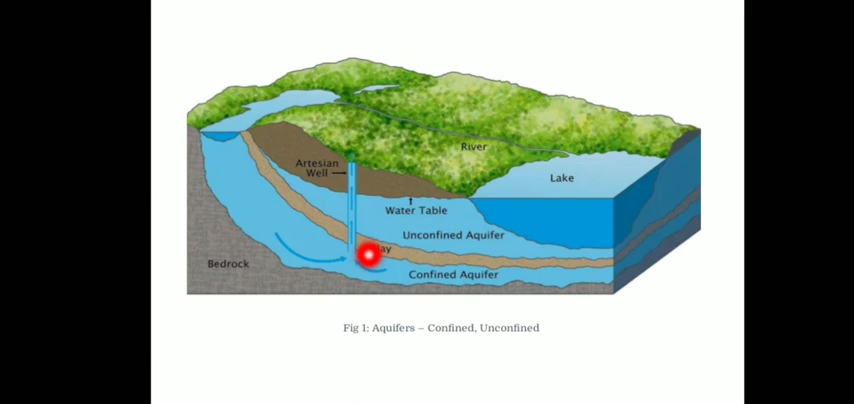 River
Artesian
Well
Lake
Water Table
Unconfined Aquifer
Bedrock
Confined Aquifer
Fig 1: Aquifers – Confined, Unconfined